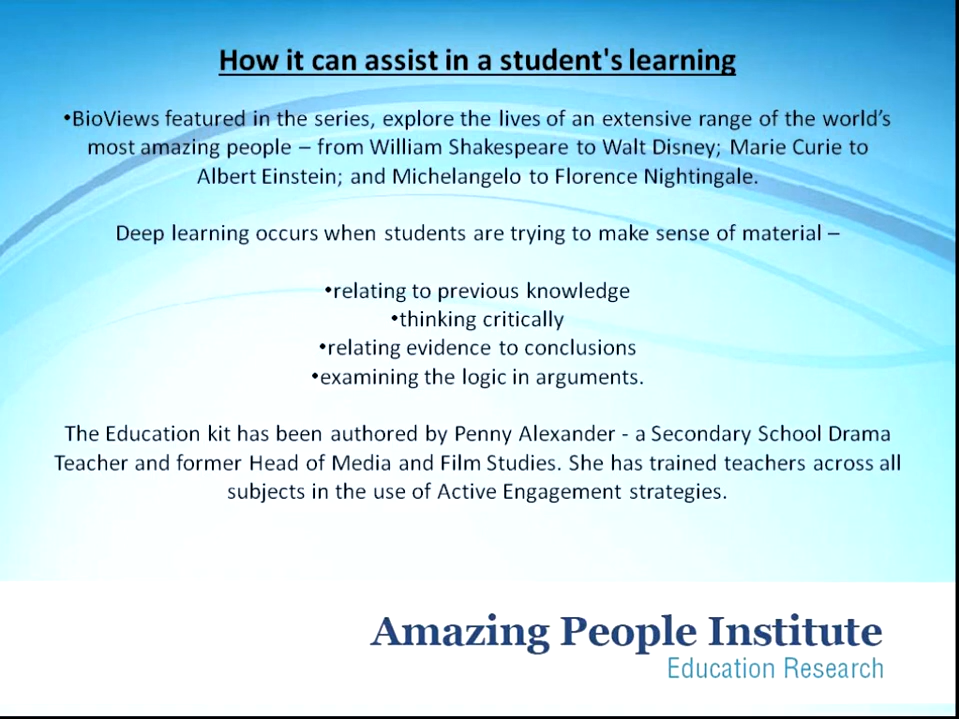 How it can assist in a student's learning
•BioViews featured in the series, explore the lives of an extensive range of the world's
most amazing people – from William Shakespeare to Walt Disney; Marie Curie to
Albert Einstein; and Michelangelo to Florence Nightingale.
Deep learning occurs when students are trying to make sense of material –
•relating to previous knowledge
•thinking critically
•relating evidence to conclusions
•examining the logic in arguments.
The Education kit has been authored by Penny Alexander - a Secondary School Drama
Teacher and former Head of Media and Film Studies. She has trained teachers across all
subjects in the use of Active Engagement strategies.
Amazing People Institute
Education Research